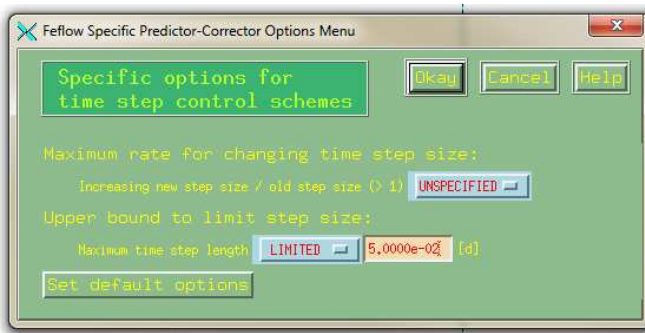 Feflow Specific Predictor-Corrector Options Menu
Specific options for
time step control schemes
Okay Cancel Help
Maximum rate for changing time step size:
Increasing new step size / old step size (> 1) UNSPECIFIED
Upper bound to limit step size:
Maximum time step length LIMITED 5.0000e-02 [d]
Set default options